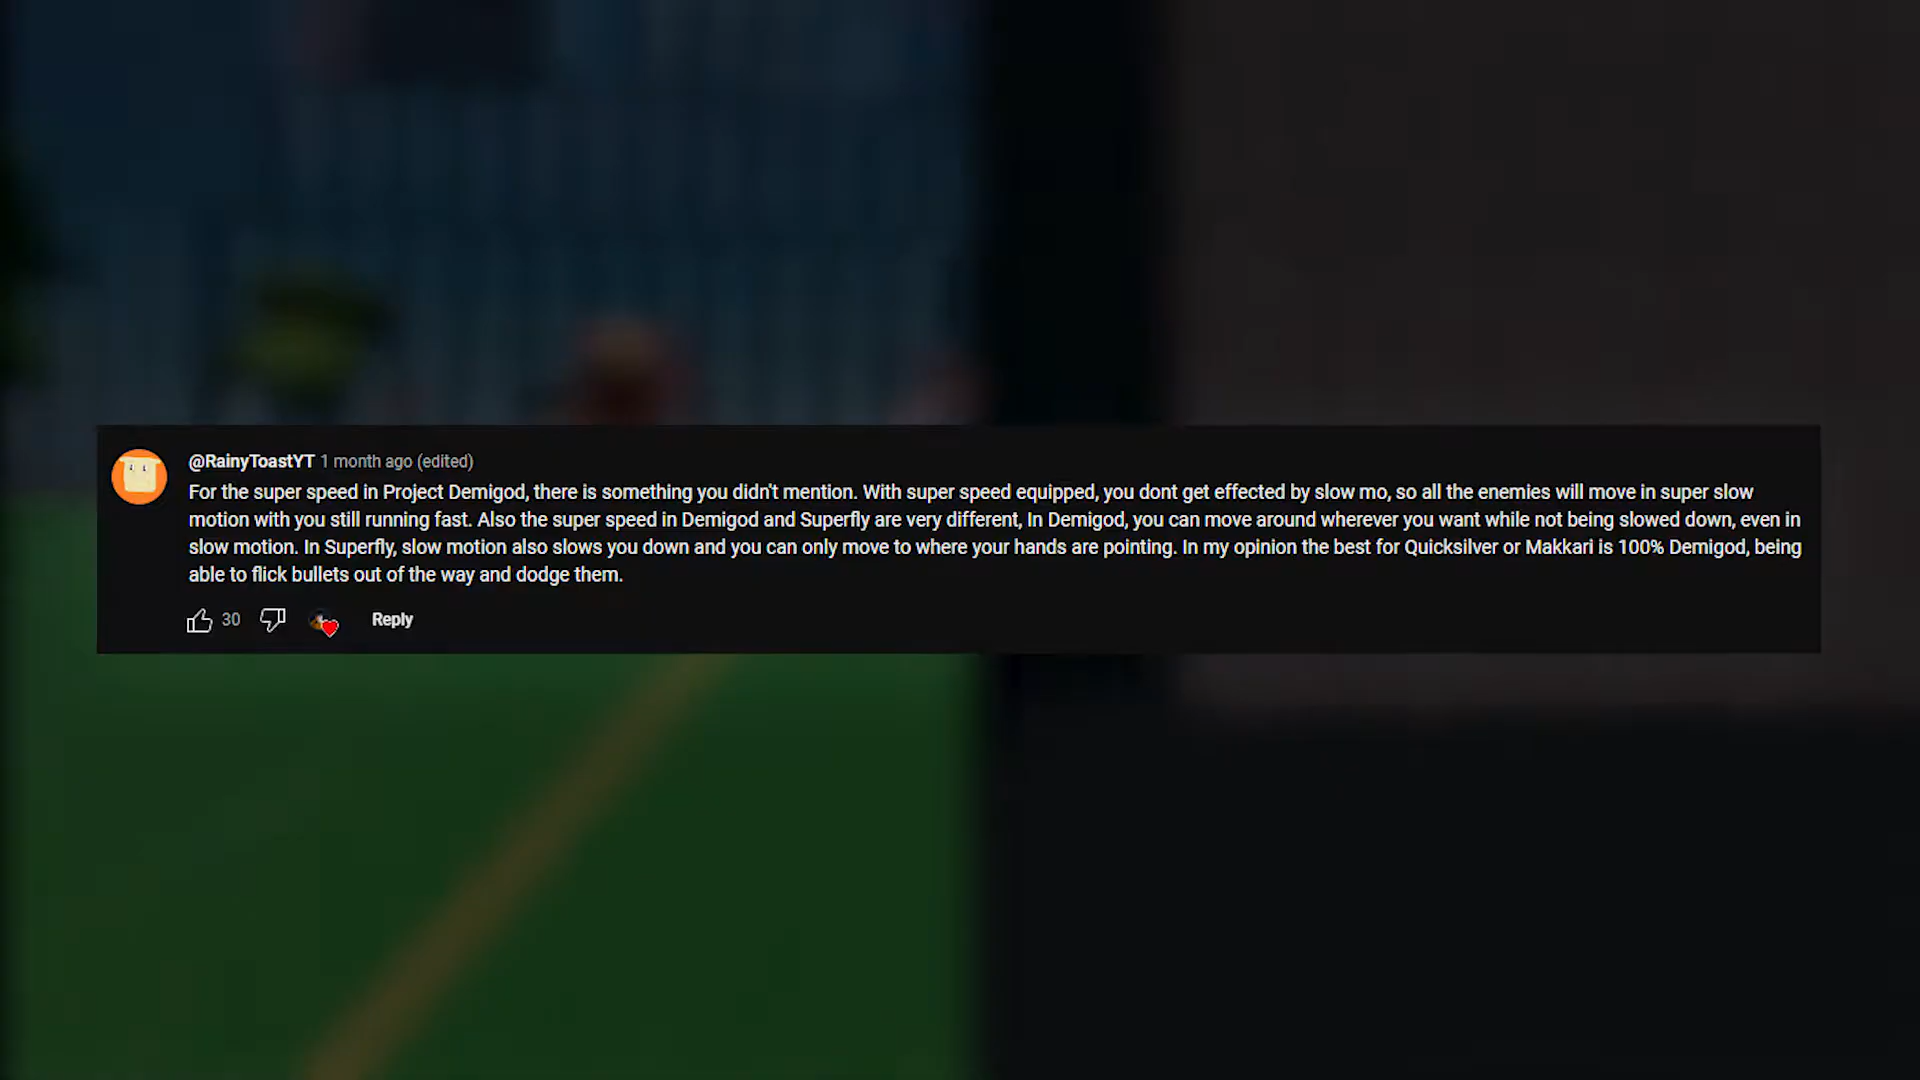 @RainyToastYT 1 month ago (edited)
For the super speed in Project Demigod, there is something you didn't mention. With super speed equipped, you dont get effected by slow mo, so all the enemies will move in super slow
motion with you still running fast. Also the super speed in Demigod and Superfly are very different, In Demigod, you can move around wherever you want while not being slowed down, even in
slow motion. In Superfly, slow motion also slows you down and you can only move to where your hands are pointing. In my opinion the best for Quicksilver or Makkari is 100% Demigod, being
able to flick bullets out of the way and dodge them.
30 Reply